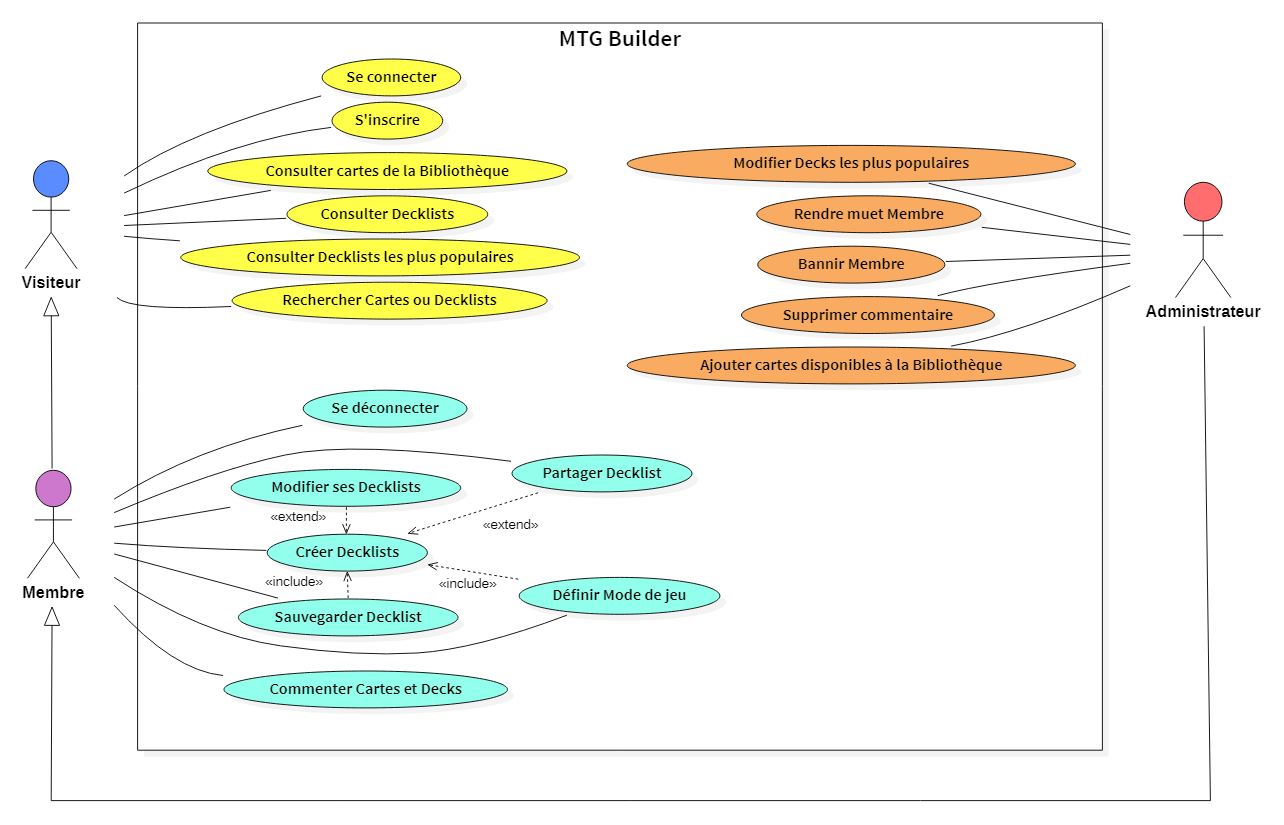 MTG Builder
Se connecter
S'inscrire
Consulter cartes de la Bibliothèque
Consulter Decklists
Consulter Decklists les plus populaires
Rechercher Cartes ou Decklists
Visiteur
Modifier Decks les plus populaires
Rendre muet Membre
Bannir Membre
Supprimer commentaire
Ajouter cartes disponibles à la Bibliothèque
Administrateur
Se déconnecter
Partager Decklist
Modifier ses Decklists
«extend»
«extend»
Créer Decklists
«include»
«include»
Définir Mode de jeu
Sauvegarder Decklist
Commenter Cartes et Decks
Membre